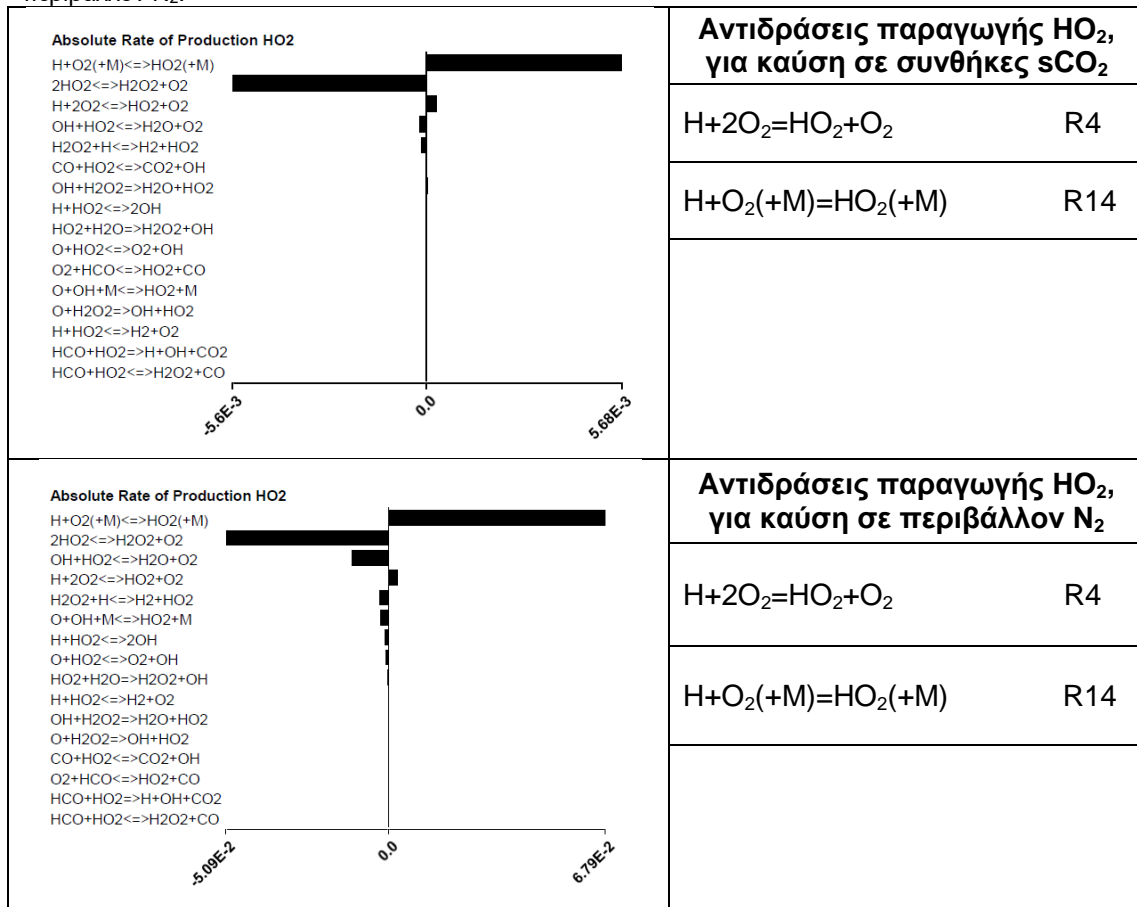 περιβάλλον N₂.
Absolute Rate of Production HO2
H+O2(+M)<=>HO2(+M)
2HO2<=>H2O2+O2
H+2O2<=>HO2+O2
OH+HO2<=>H2O+O2
H2O2+H<=>H2+HO2
CO+HO2<=>CO2+OH
OH+H2O2=>H2O+HO2
H+HO2<=>2OH
HO2+H2O=>H2O2+OH
O+HO2<=>O2+OH
O2+HCO<=>HO2+CO
O+OH+M<=>HO2+M
O+H2O2=>OH+HO2
H+HO2<=>H2+O2
HCO+HO2=>H+OH+CO2
HCO+HO2<=>H2O2+CO
-5.6E-3
0.0
5.68E-3
Αντιδράσεις παραγωγής HO₂,
για καύση σε συνθήκες sCO₂
H+2O₂=HO₂+O₂ R4
H+O₂(+M)=HO₂(+M) R14
Absolute Rate of Production HO2
H+O2(+M)<=>HO2(+M)
2HO2<=>H2O2+O2
OH+HO2<=>H2O+O2
H+2O2<=>HO2+O2
H2O2+H<=>H2+HO2
O+OH+M<=>HO2+M
H+HO2<=>2OH
O+HO2<=>O2+OH
HO2+H2O=>H2O2+OH
H+HO2<=>H2+O2
OH+H2O2=>H2O+HO2
O+H2O2=>OH+HO2
CO+HO2<=>CO2+OH
O2+HCO<=>HO2+CO
HCO+HO2=>H+OH+CO2
HCO+HO2<=>H2O2+CO
-5.09E-2
0.0
6.79E-2
Αντιδράσεις παραγωγής HO₂,
για καύση σε περιβάλλον N₂
H+2O₂=HO₂+O₂ R4
H+O₂(+M)=HO₂(+M) R14